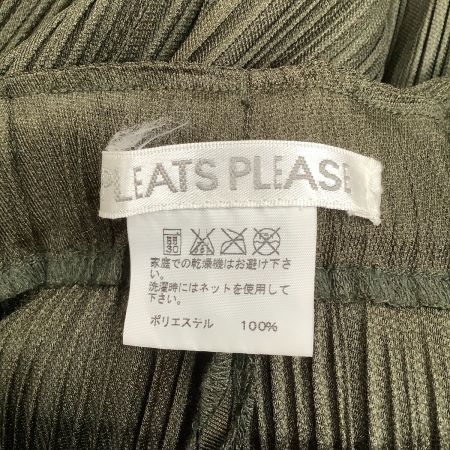 PLEATS PLEASE
30
家庭での乾燥機はお避け下さ
い。
洗濯時にはネットを使用して
下さい。
ポリエステル 100%